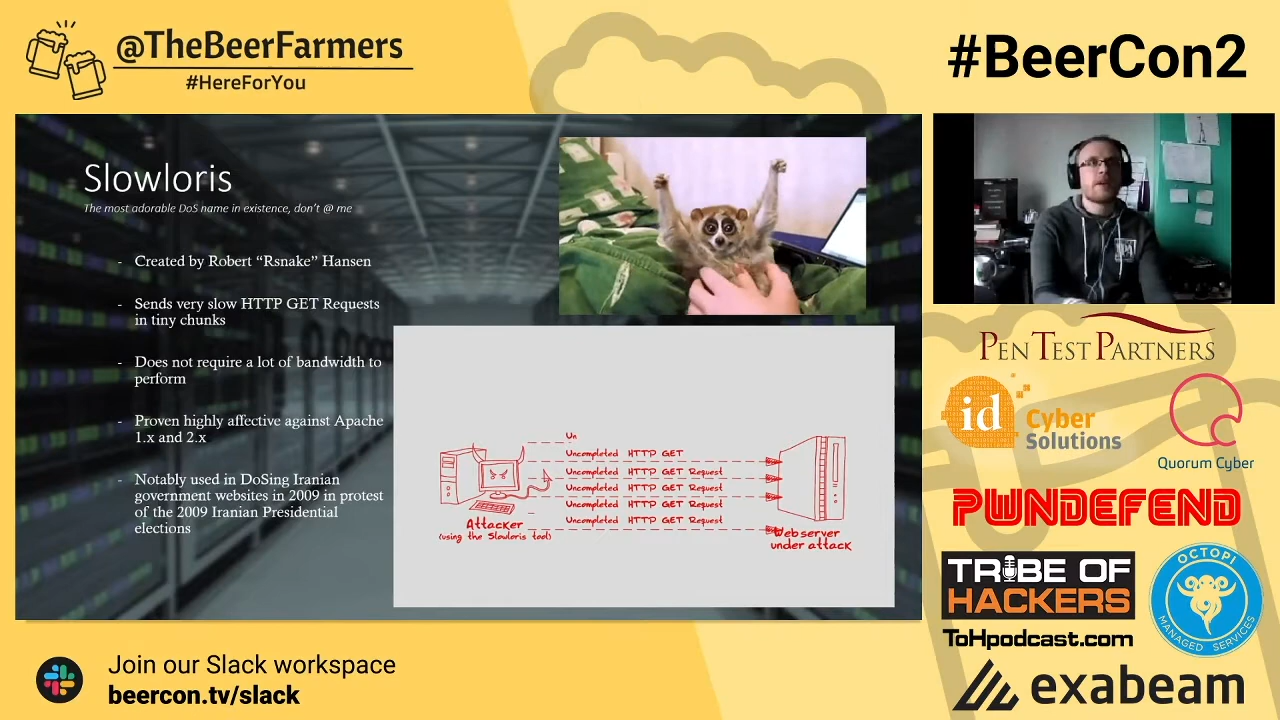 @TheBeerFarmers
#HereForYou
#BeerCon2
Slowloris
The most adorable DoS name in existence, don't @ me
- Created by Robert “Rsnake” Hansen
- Sends very slow HTTP GET Requests
in tiny chunks
- Does not require a lot of bandwidth to
perform
- Proven highly affective against Apache
1.x and 2.x
- Notably used in DoSing Iranian
government websites in 2009 in protest
of the 2009 Iranian Presidential
elections
Un
Uncompleted HTTP GET
Uncompleted HTTP GET Request
Uncompleted HTTP GET Request
Uncompleted HTTP GET Request
Uncompleted HTTP GET Request
Attacker
(using the Slowloris tool)
Web server
under attack
PEN TEST PARTNERS
id Cyber
Solutions
Quorum Cyber
PWNDEFEND
TRIBE OF
HACKERS
ToHpodcast.com
OCTOPI
MANAGED SERVICES
exabeam
Join our Slack workspace
beercon.tv/slack